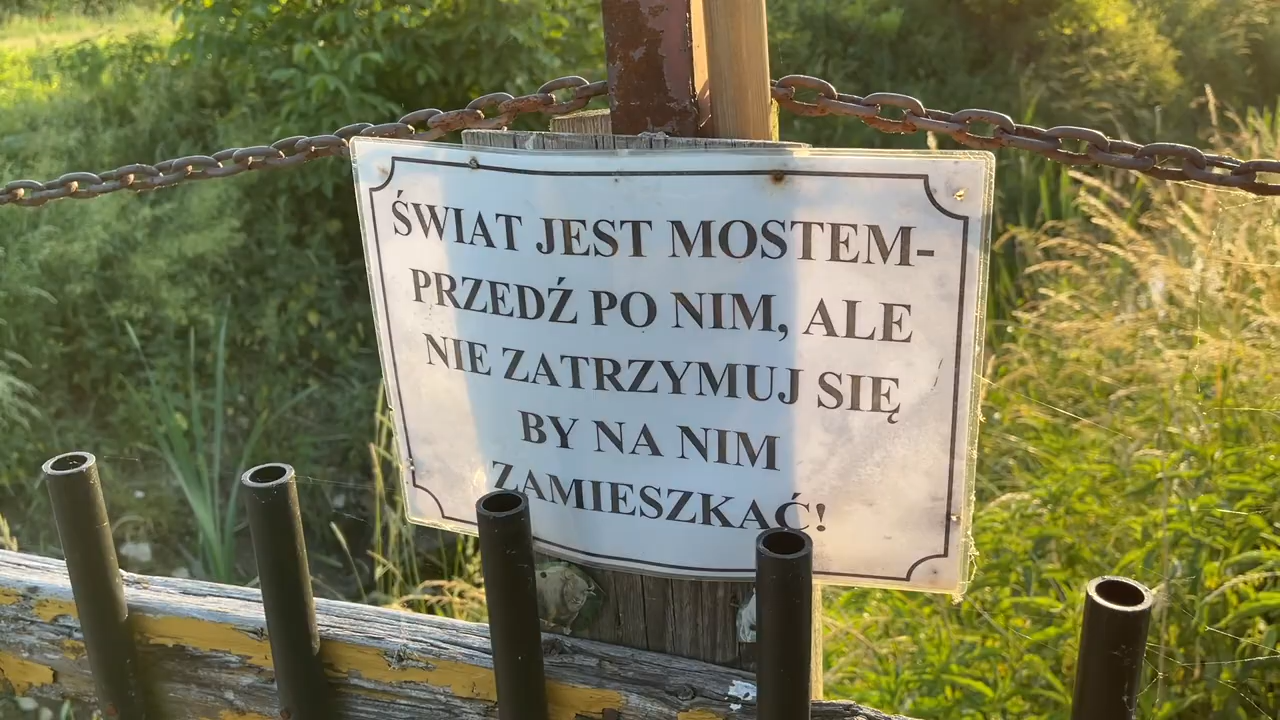 ŚWIAT JEST MOSTEM-
PRZEDŹ PO NIM, ALE
NIE ZATRZYMUJ SIĘ
BY NA NIM
ZAMIESZKAĆ!